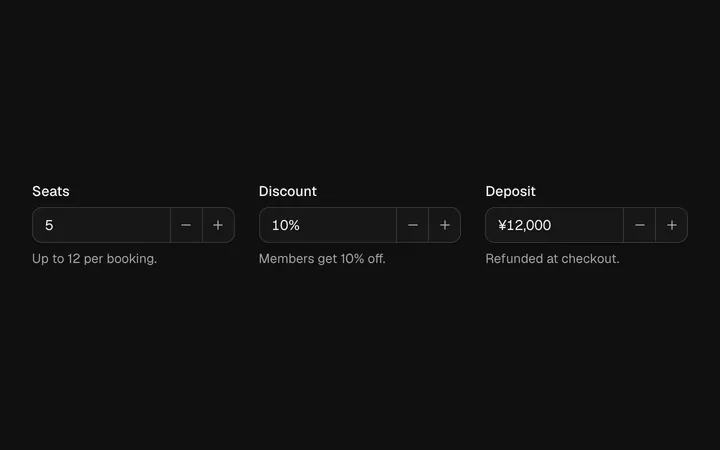 Seats
5
Up to 12 per booking.
Discount
10%
Members get 10% off.
Deposit
¥12,000
Refunded at checkout.